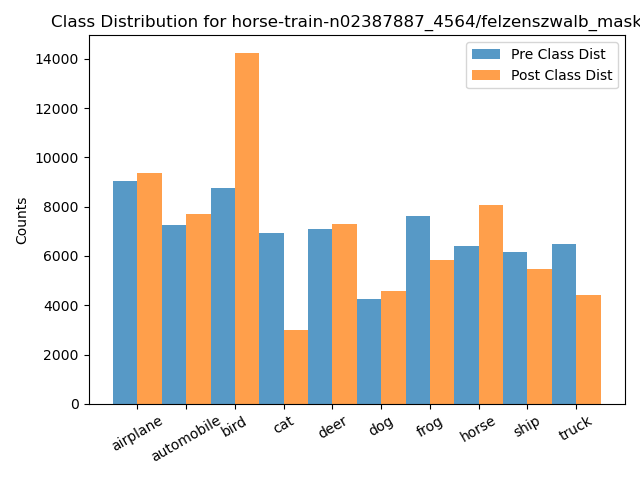 Class Distribution for horse-train-n02387887_4564/felzenszwalb_mask
Pre Class Dist
Post Class Dist
Counts
14000
12000
10000
8000
6000
4000
2000
0
airplane
automobile
bird
cat
deer
dog
frog
horse
ship
truck